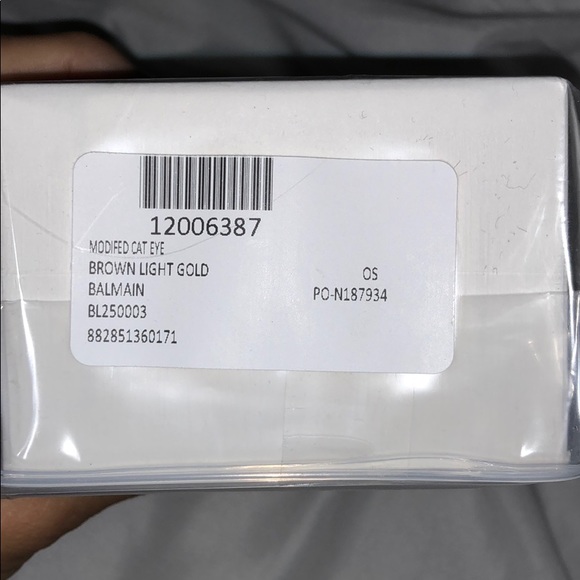 12006387
MODIFED CAT EYE
BROWN LIGHT GOLD
OS
BALMAIN
PO-N187934
BL250003
882851360171